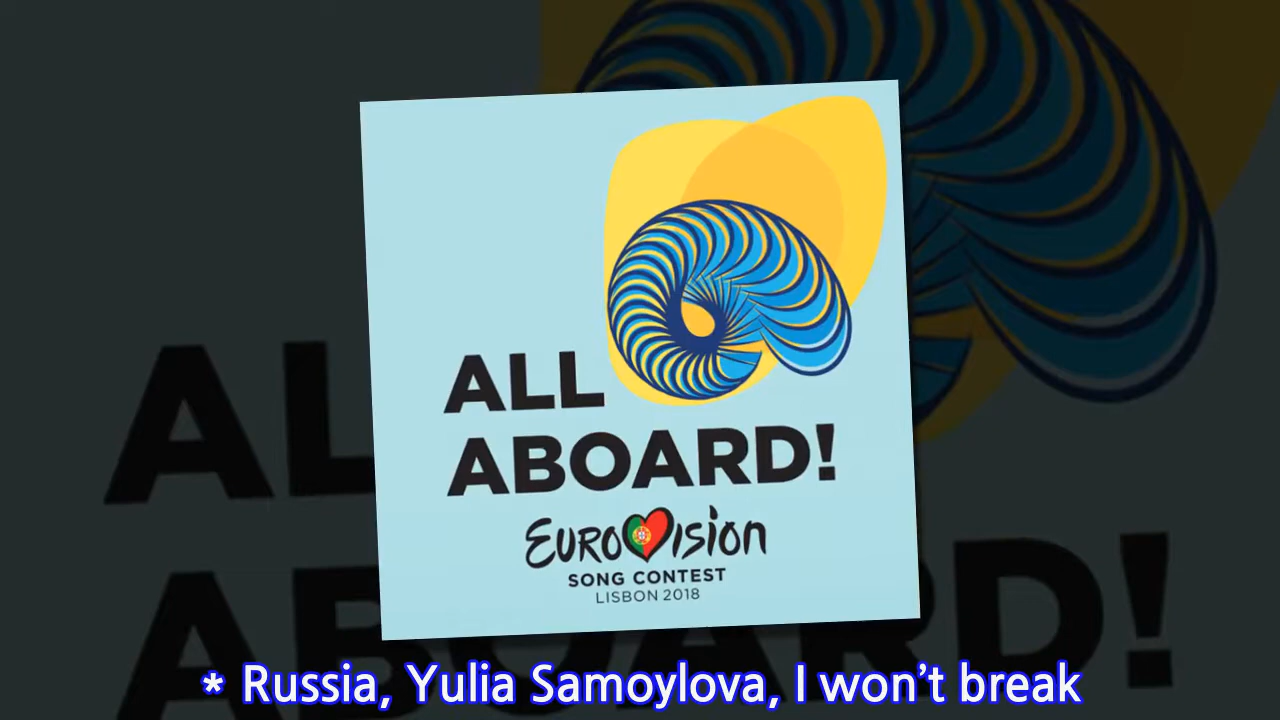 ALL
ABOARD!
EUROVISION
SONG CONTEST
LISBON 2018
* Russia, Yulia Samoylova, I won’t break